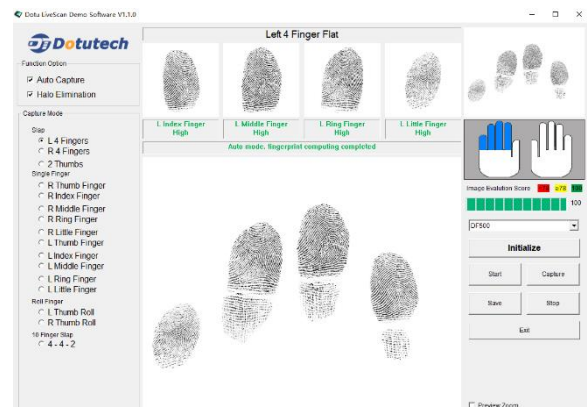 Dotu LiveScan Demo Software V1.1.0
Dotutech
Function Option
Auto Capture
Halo Elimination
Capture Mode
Slap
L 4 Fingers
R 4 Fingers
2 Thumbs
Single Finger
R Thumb Finger
R Index Finger
R Middle Finger
R Ring Finger
R Little Finger
L Thumb Finger
L Index Finger
L Middle Finger
L Ring Finger
L Little Finger
Roll Finger
L Thumb Roll
R Thumb Roll
10 Finger Slap
4 - 4 - 2
Left 4 Finger Flat
L Index Finger
High
L Middle Finger
High
L Ring Finger
High
L Little Finger
High
Auto mode, fingerprint computing completed
Image Evalution Score
100
100
DF500
Initialize
Start
Capture
Save
Stop
Exit
Preview Zoom